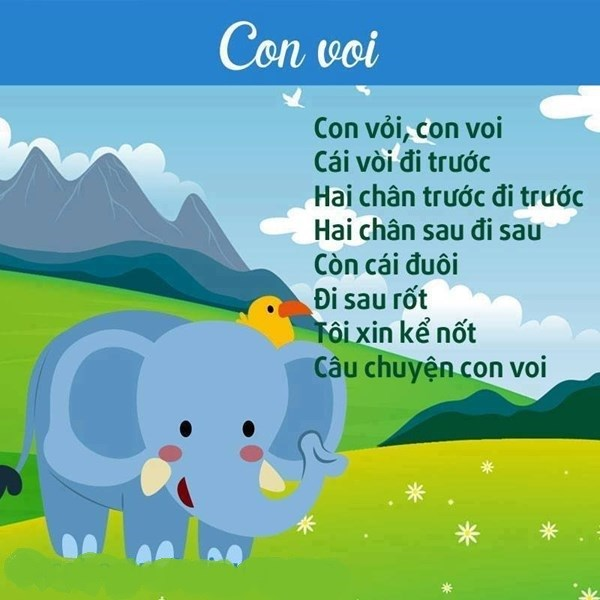 Con voi
Con vỏi, con voi
Cái vòi đi trước
Hai chân trước đi trước
Hai chân sau đi sau
Còn cái đuôi
Đi sau rốt
Tôi xin kể nốt
Câu chuyện con voi